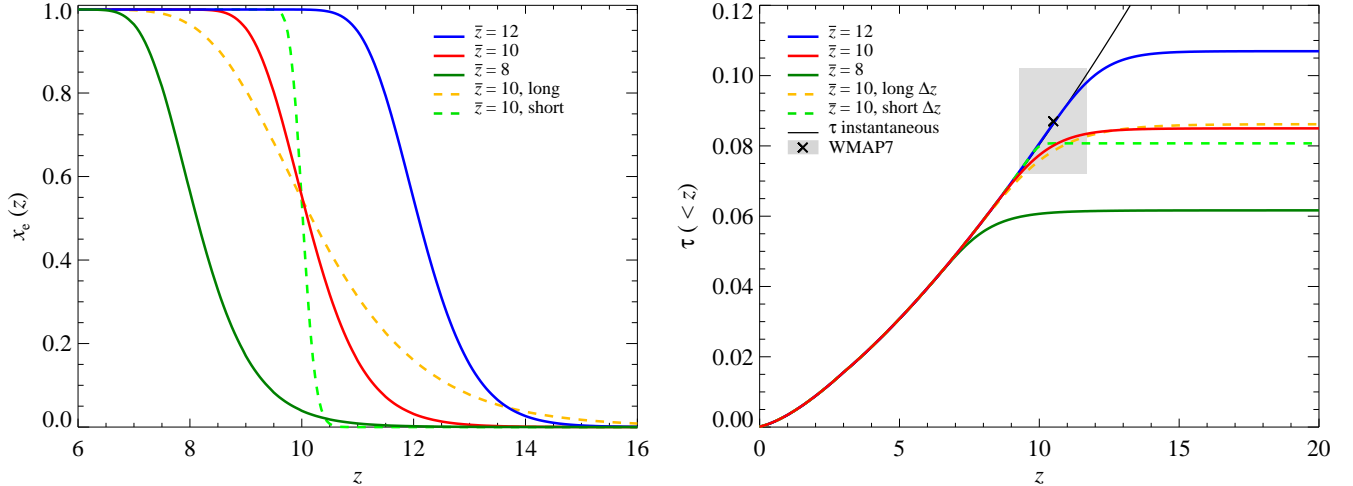 1.0
0.8
0.6
0.4
0.2
0.0
xₑ(z)
6 8 10 12 14 16
z
z̄ = 12
z̄ = 10
z̄ = 8
z̄ = 10, long
z̄ = 10, short
0.12
0.10
0.08
0.06
0.04
0.02
0.00
τ ( < z)
0 5 10 15 20
z
z̄ = 12
z̄ = 10
z̄ = 8
z̄ = 10, long Δz
z̄ = 10, short Δz
τ instantaneous
WMAP7